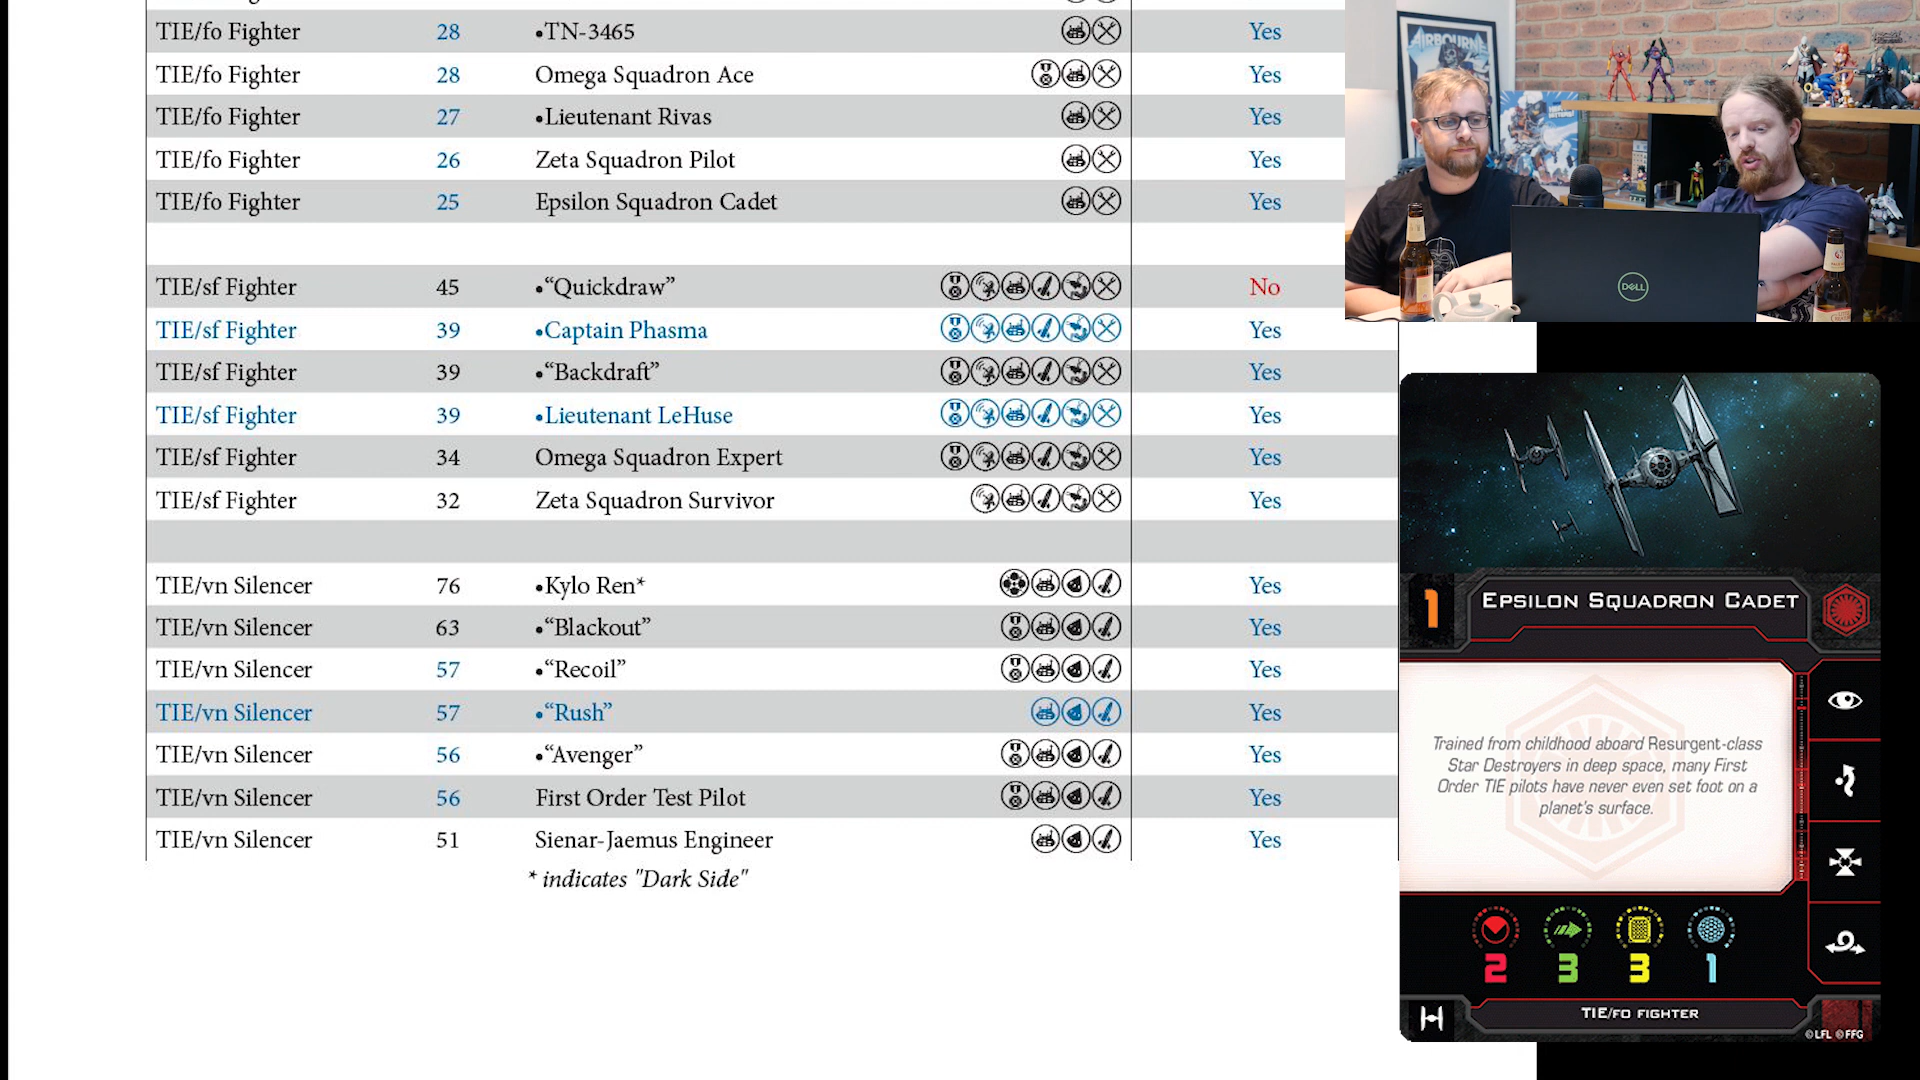 TIE/fo Fighter 28 •TN-3465 Yes
TIE/fo Fighter 28 Omega Squadron Ace Yes
TIE/fo Fighter 27 •Lieutenant Rivas Yes
TIE/fo Fighter 26 Zeta Squadron Pilot Yes
TIE/fo Fighter 25 Epsilon Squadron Cadet Yes
TIE/sf Fighter 45 •“Quickdraw” No
TIE/sf Fighter 39 •Captain Phasma Yes
TIE/sf Fighter 39 •“Backdraft” Yes
TIE/sf Fighter 39 •Lieutenant LeHuse Yes
TIE/sf Fighter 34 Omega Squadron Expert Yes
TIE/sf Fighter 32 Zeta Squadron Survivor Yes
TIE/vn Silencer 76 •Kylo Ren* Yes
TIE/vn Silencer 63 •“Blackout” Yes
TIE/vn Silencer 57 •“Recoil” Yes
TIE/vn Silencer 57 •“Rush” Yes
TIE/vn Silencer 56 •“Avenger” Yes
TIE/vn Silencer 56 First Order Test Pilot Yes
TIE/vn Silencer 51 Sienar-Jaemus Engineer Yes
* indicates "Dark Side"
AIRBOURNE
DELL
1 Epsilon Squadron Cadet
Trained from childhood aboard Resurgent-class
Star Destroyers in deep space, many First
Order TIE pilots have never even set foot on a
planet's surface.
2 3 3 1
TIE/fo Fighter
©LFL ©FFG